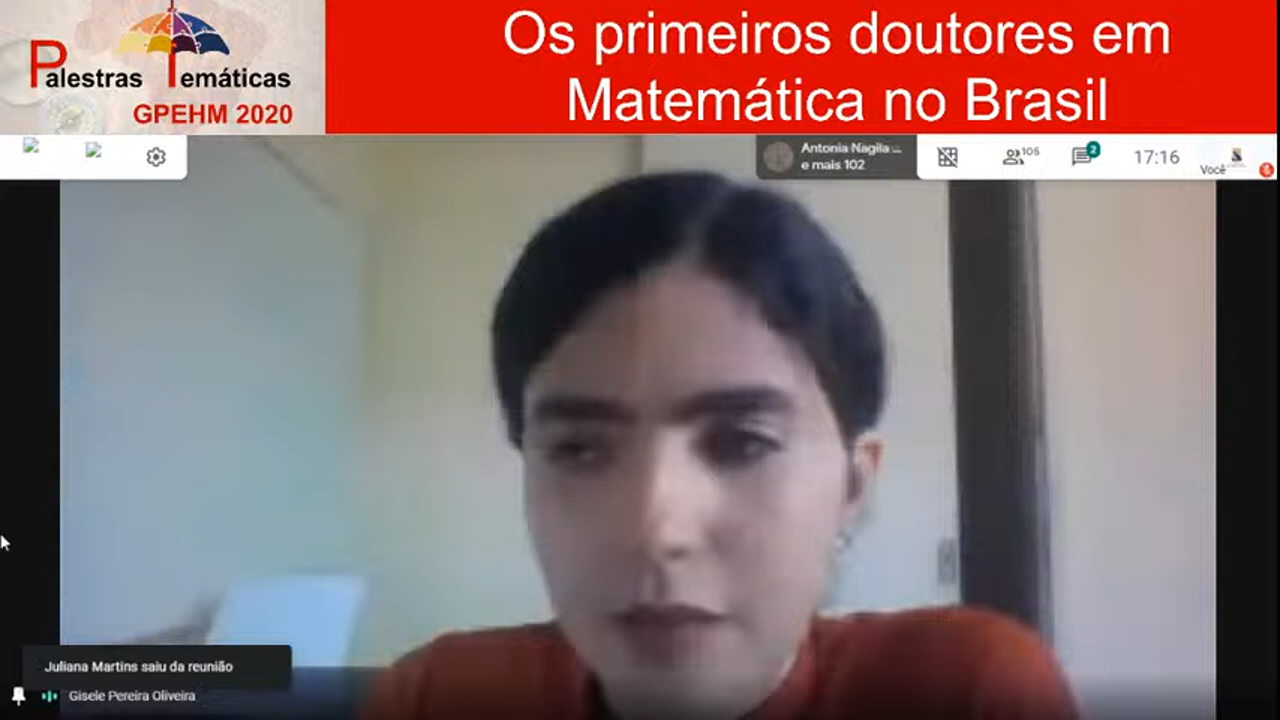 Palestras Temáticas
GPEHM 2020
Os primeiros doutores em
Matemática no Brasil
Antonia Nagila...
e mais 102
105
2
17:16
Você
Juliana Martins saiu da reunião
Gisele Pereira Oliveira